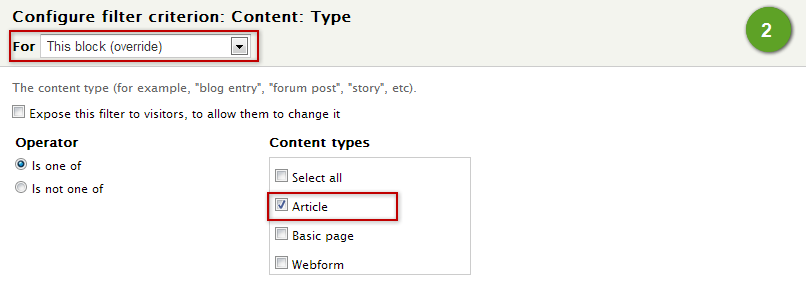 Configure filter criterion: Content: Type
For This block (override)
2
The content type (for example, "blog entry", "forum post", "story", etc).
Expose this filter to visitors, to allow them to change it
Operator
Is one of
Is not one of
Content types
Select all
Article
Basic page
Webform